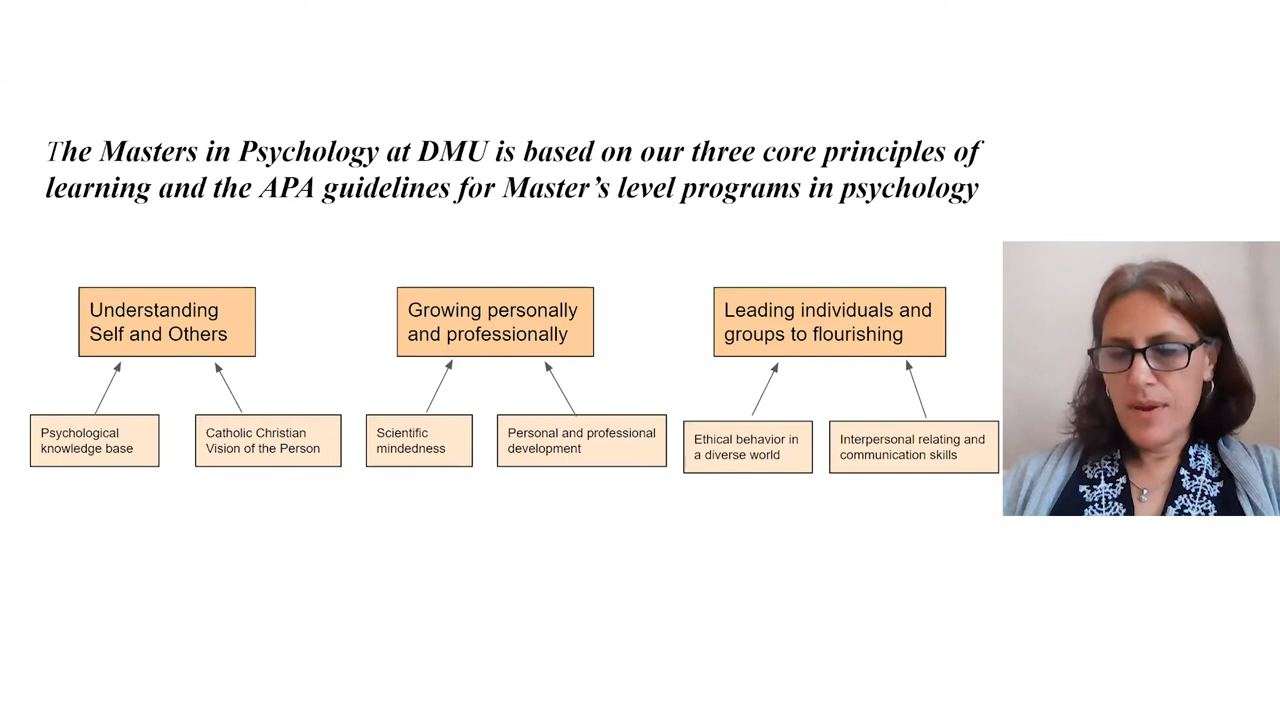 The Masters in Psychology at DMU is based on our three core principles of
learning and the APA guidelines for Master’s level programs in psychology
Understanding
Self and Others
Growing personally
and professionally
Leading individuals and
groups to flourishing
Psychological
knowledge base
Catholic Christian
Vision of the Person
Scientific
mindedness
Personal and professional
development
Ethical behavior in
a diverse world
Interpersonal relating and
communication skills